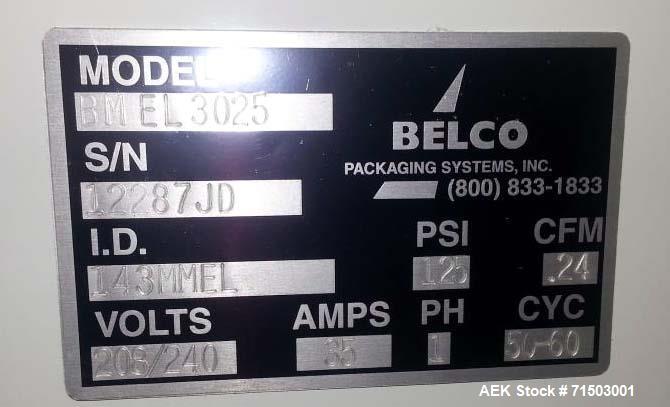 MODEL
BM EL 3025
BELCO
S/N
PACKAGING SYSTEMS, INC.
(800) 833-1833
12287JD
I.D.
PSI
CFM
143MMEL
125
.24
VOLTS
AMPS
PH
CYC
208/240
35
1
50-60
AEK Stock # 71503001